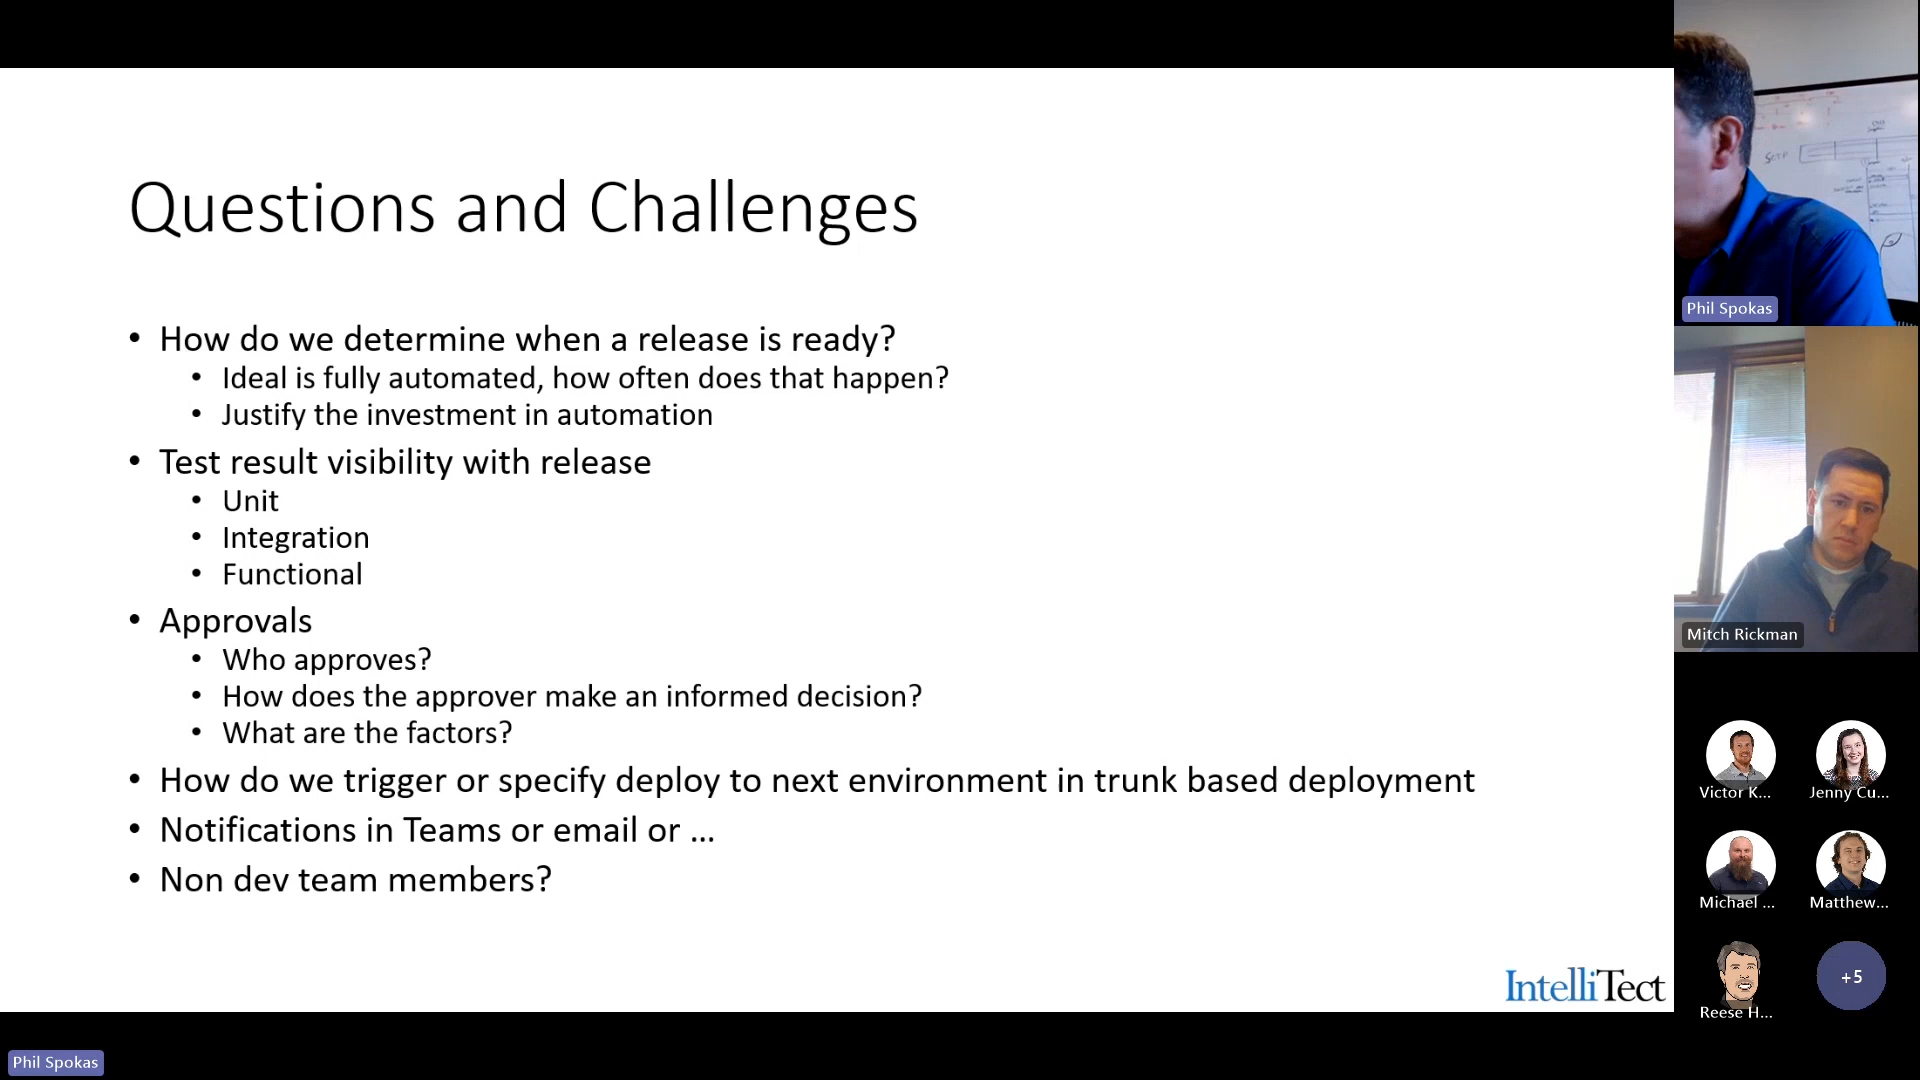 Questions and Challenges
• How do we determine when a release is ready?
• Ideal is fully automated, how often does that happen?
• Justify the investment in automation
• Test result visibility with release
• Unit
• Integration
• Functional
• Approvals
• Who approves?
• How does the approver make an informed decision?
• What are the factors?
• How do we trigger or specify deploy to next environment in trunk based deployment
• Notifications in Teams or email or ...
• Non dev team members?
IntelliTect
Phil Spokas
Phil Spokas
Mitch Rickman
Victor K...
Jenny Cu...
Michael ...
Matthew...
Reese H...
+5